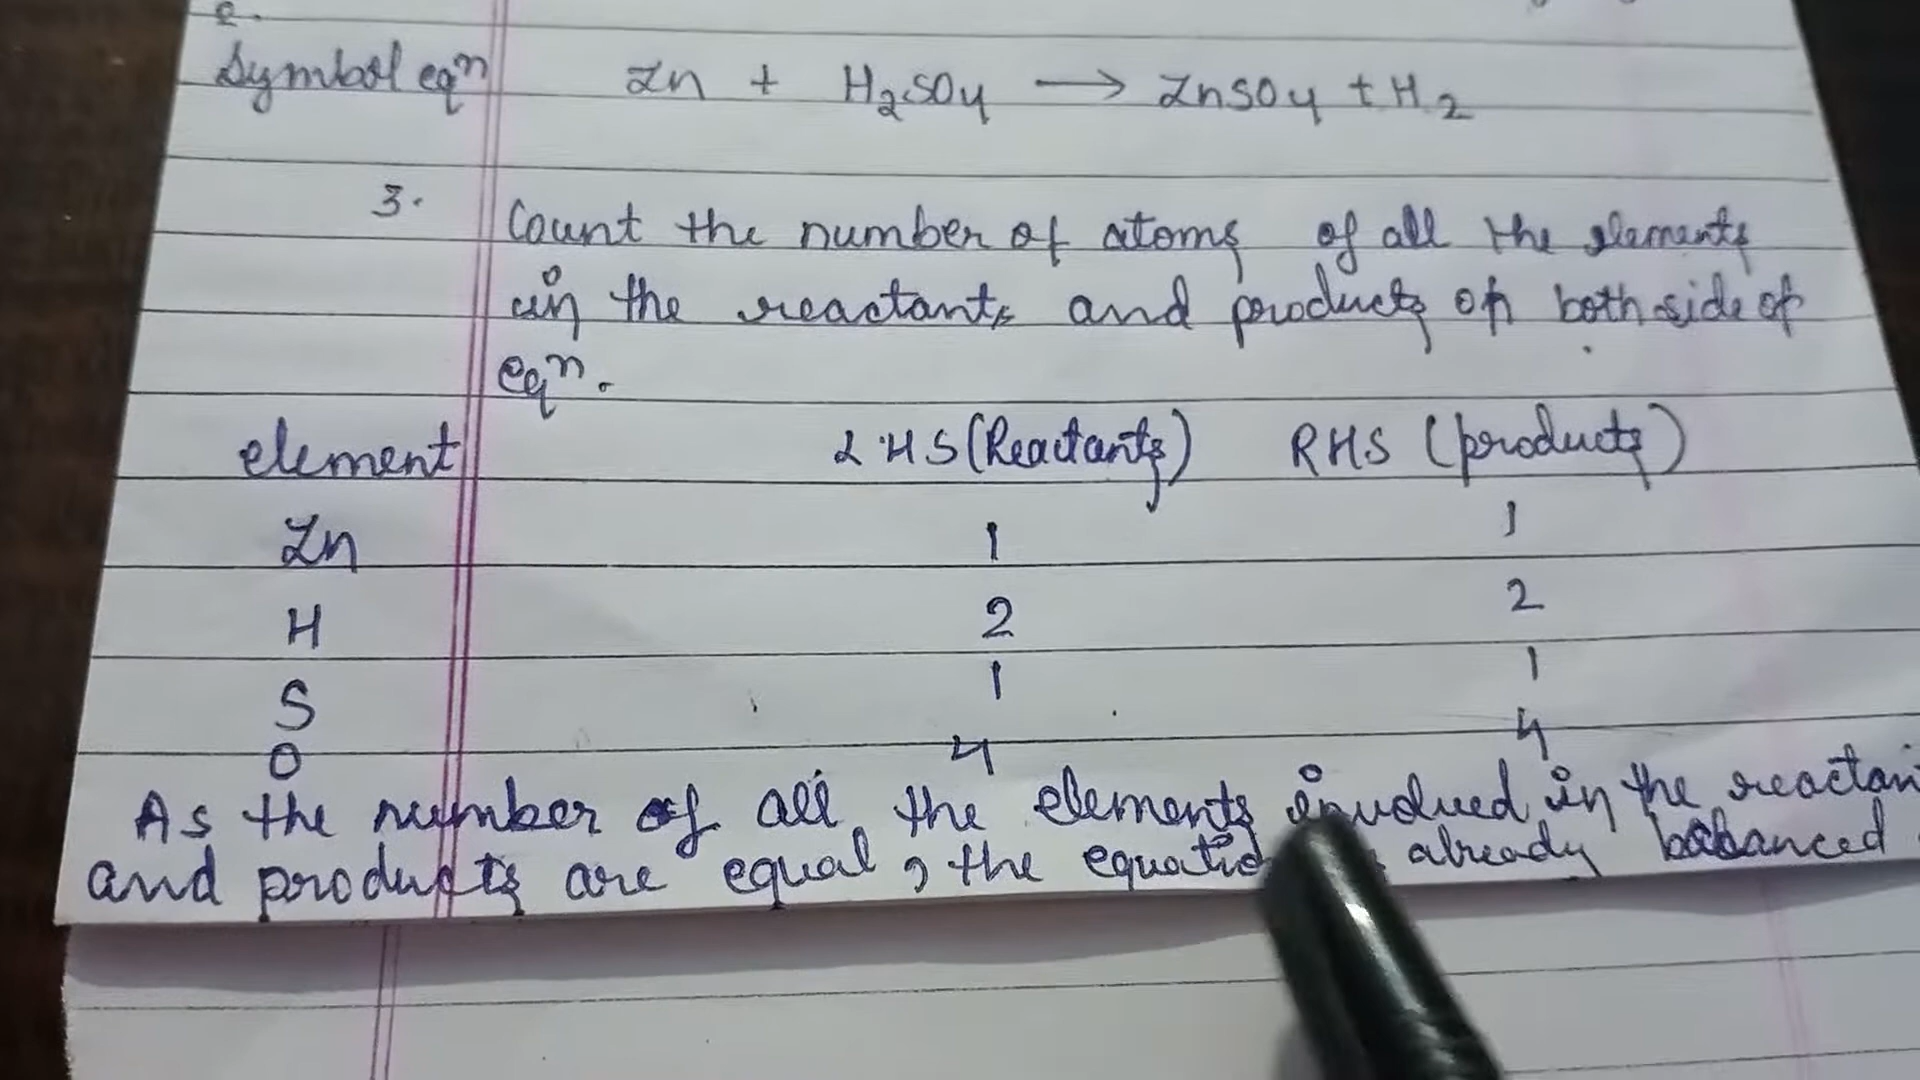 2.
Symbol eqⁿ Zn + H₂SO₄ → ZnSO₄ + H₂
3. Count the number of atoms of all the elements
in the reactants and products on both side of
eqⁿ.
element LHS (Reactants) RHS (products)
Zn 1 1
H 2 2
S 1 1
O 4 4
As the number of all the elements involved in the reactan
and products are equal, the equatio already balanced